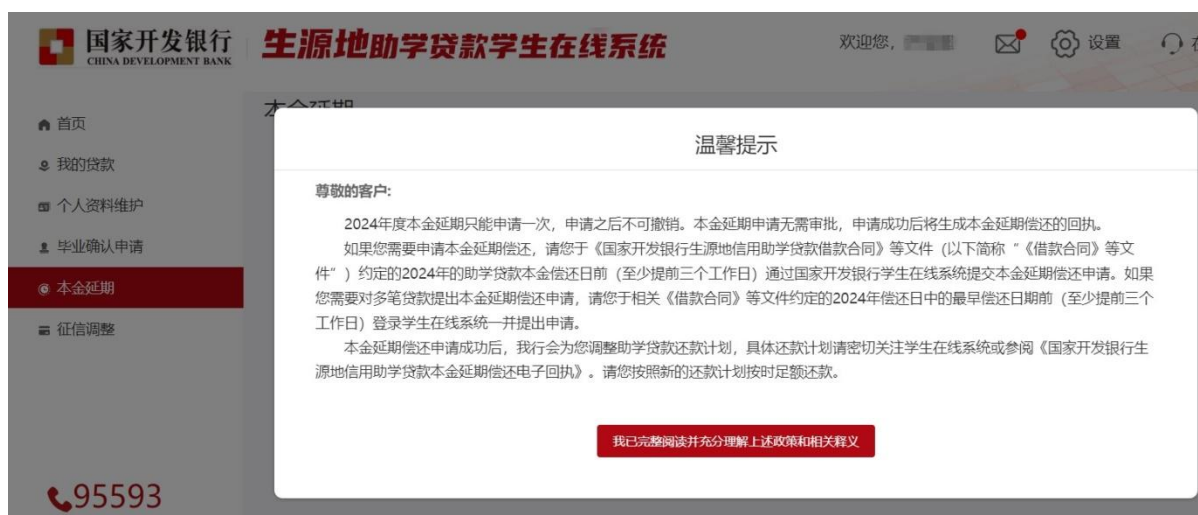 国家开发银行
CHINA DEVELOPMENT BANK
生源地助学贷款学生在线系统
欢迎您,
设置
首页
我的贷款
个人资料维护
毕业确认申请
本金延期
征信调整
95593
本金延期
温馨提示
尊敬的客户:
2024年度本金延期只能申请一次，申请之后不可撤销。本金延期申请无需审批，申请成功后将生成本金延期偿还的回执。
如果您需要申请本金延期偿还，请您于《国家开发银行生源地信用助学贷款借款合同》等文件（以下简称“《借款合同》等文
件”）约定的2024年的助学贷款本金偿还日前（至少提前三个工作日）通过国家开发银行学生在线系统提交本金延期偿还申请。如果
您需要对多笔贷款提出本金延期偿还申请，请您于相关《借款合同》等文件约定的2024年偿还日中的最早偿还日期前（至少提前三个
工作日）登录学生在线系统一并提出申请。
本金延期偿还申请成功后，我行会为您调整助学贷款还款计划，具体还款计划请密切关注学生在线系统或参阅《国家开发银行生
源地信用助学贷款本金延期偿还电子回执》。请您按照新的还款计划按时足额还款。
我已完整阅读并充分理解上述政策和相关释义